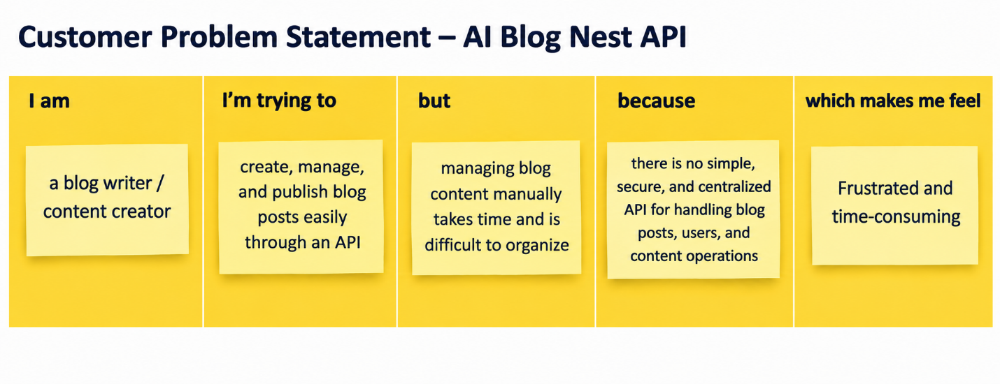 Customer Problem Statement – AI Blog Nest API
I am
a blog writer /
content creator
I’m trying to
create, manage,
and publish blog
posts easily
through an API
but
managing blog
content manually
takes time and is
difficult to organize
because
there is no simple,
secure, and centralized
API for handling blog
posts, users, and
content operations
which makes me feel
Frustrated and
time-consuming